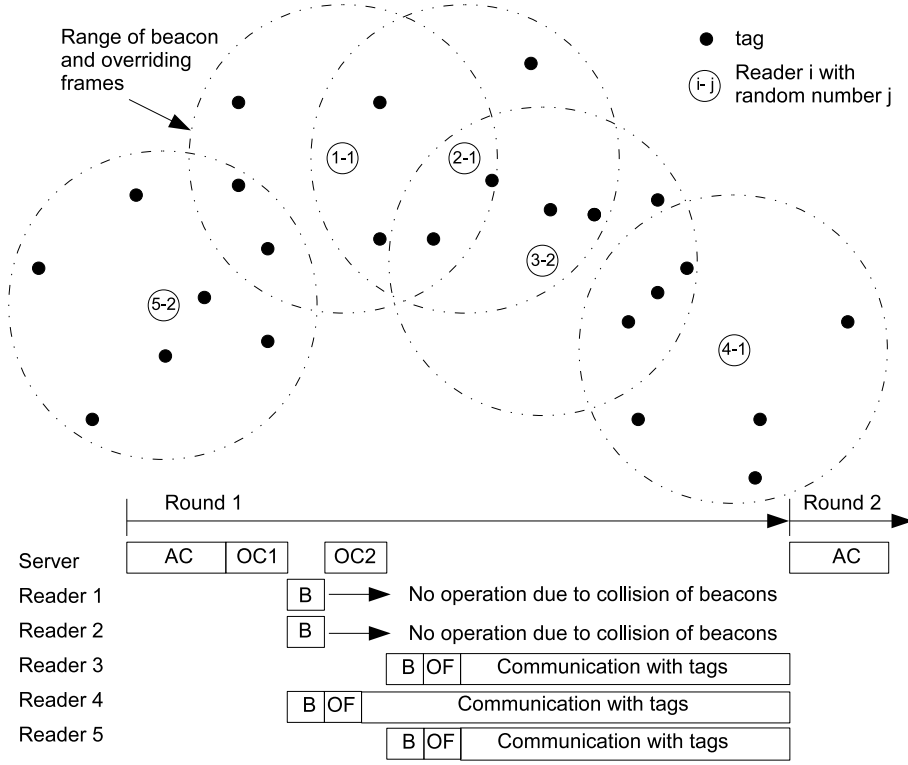 Range of beacon
and overriding
frames
tag
i- j
Reader i with
random number j
1-1
2-1
3-2
5-2
4-1
Round 1
Round 2
Server
AC
OC1
OC2
AC
Reader 1
B
No operation due to collision of beacons
Reader 2
B
No operation due to collision of beacons
Reader 3
B
OF
Communication with tags
Reader 4
B
OF
Communication with tags
Reader 5
B
OF
Communication with tags